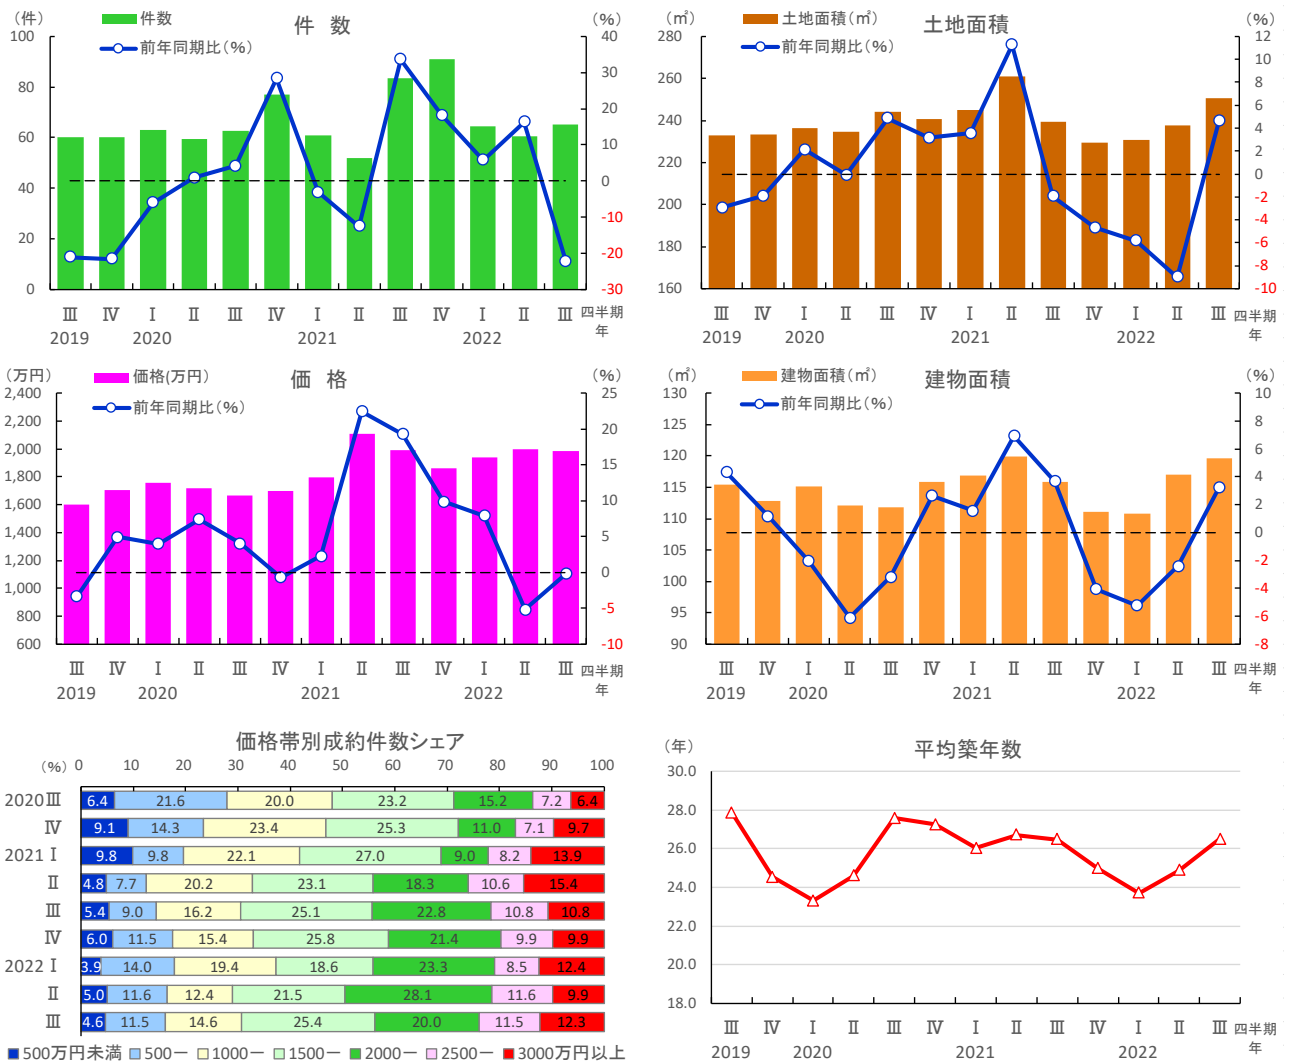 件 数
(件)
(%)
件数
前年同期比(%)
100
80
60
40
20
0
40
30
20
10
0
-10
-20
-30
Ⅲ Ⅳ Ⅰ Ⅱ Ⅲ Ⅳ Ⅰ Ⅱ Ⅲ Ⅳ Ⅰ Ⅱ Ⅲ 四半期
2019 2020 2021 2022 年
土地面積
(㎡)
(%)
土地面積(㎡)
前年同期比(%)
280
260
240
220
200
180
160
12
10
8
6
4
2
0
-2
-4
-6
-8
-10
Ⅲ Ⅳ Ⅰ Ⅱ Ⅲ Ⅳ Ⅰ Ⅱ Ⅲ Ⅳ Ⅰ Ⅱ Ⅲ 四半期
2019 2020 2021 2022 年
価 格
(万円)
(%)
価格(万円)
前年同期比(%)
2,400
2,200
2,000
1,800
1,600
1,400
1,200
1,000
800
600
25
20
15
10
5
0
-5
-10
Ⅲ Ⅳ Ⅰ Ⅱ Ⅲ Ⅳ Ⅰ Ⅱ Ⅲ Ⅳ Ⅰ Ⅱ Ⅲ 四半期
2019 2020 2021 2022 年
建物面積
(㎡)
(%)
建物面積(㎡)
前年同期比(%)
130
125
120
115
110
105
100
95
90
10
8
6
4
2
0
-2
-4
-6
-8
Ⅲ Ⅳ Ⅰ Ⅱ Ⅲ Ⅳ Ⅰ Ⅱ Ⅲ Ⅳ Ⅰ Ⅱ Ⅲ 四半期
2019 2020 2021 2022 年
価格帯別成約件数シェア
(%) 0 10 20 30 40 50 60 70 80 90 100
2020 Ⅲ 6.4 21.6 20.0 23.2 15.2 7.2 6.4
Ⅳ 9.1 14.3 23.4 25.3 11.0 7.1 9.7
2021 Ⅰ 9.8 9.8 22.1 27.0 9.0 8.2 13.9
Ⅱ 4.8 7.7 20.2 23.1 18.3 10.6 15.4
Ⅲ 5.4 9.0 16.2 25.1 22.8 10.8 10.8
Ⅳ 6.0 11.5 15.4 25.8 21.4 9.9 9.9
2022 Ⅰ 3.9 14.0 19.4 18.6 23.3 8.5 12.4
Ⅱ 5.0 11.6 12.4 21.5 28.1 11.6 9.9
Ⅲ 4.6 11.5 14.6 25.4 20.0 11.5 12.3
500万円未満 500ー 1000ー 1500ー 2000ー 2500ー 3000万円以上
平均築年数
(年)
30.0
28.0
26.0
24.0
22.0
20.0
18.0
Ⅲ Ⅳ Ⅰ Ⅱ Ⅲ Ⅳ Ⅰ Ⅱ Ⅲ Ⅳ Ⅰ Ⅱ Ⅲ 四半期
2019 2020 2021 2022 年